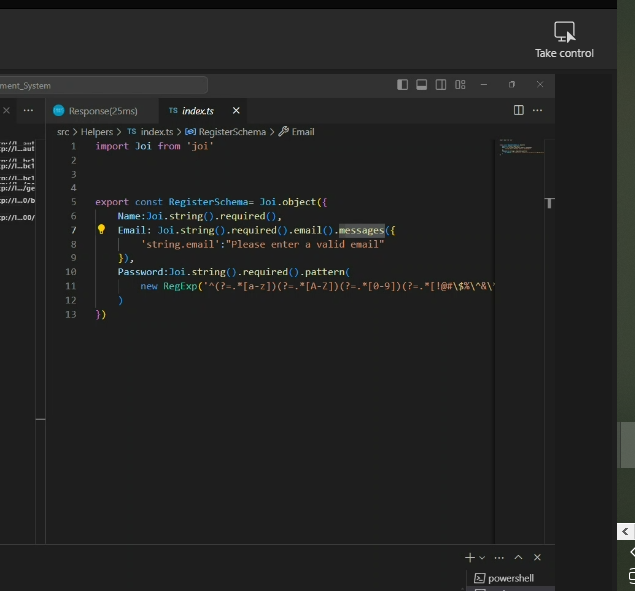 Take control
ment_System
Response(25ms)
TS index.ts
src > Helpers > TS index.ts > RegisterSchema > Email
1 import Joi from 'joi'
2
3
4
5 export const RegisterSchema= Joi.object({
6 Name:Joi.string().required(),
7 Email: Joi.string().required().email().messages({
8 'string.email':"Please enter a valid email"
9 }),
10 Password:Joi.string().required().pattern(
11 new RegExp('^(?=.*[a-z])(?=.*[A-Z])(?=.*[0-9])(?=.*[!@#\$%\^&\
12 )
13 })
powershell